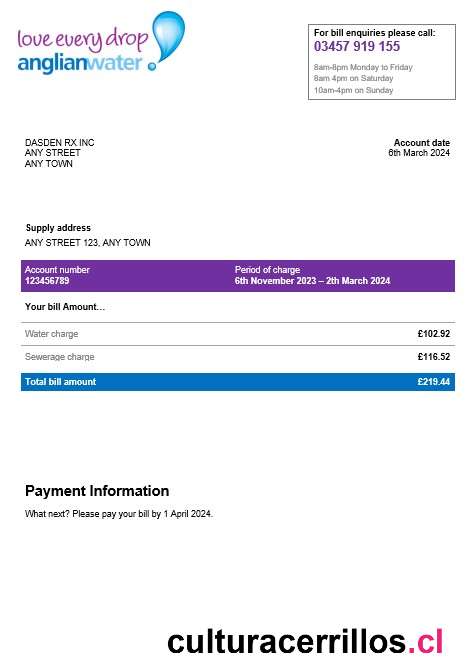 love every drop
anglianwater
For bill enquiries please call:
03457 919 155
8am-8pm Monday to Friday
8am 4pm on Saturday
10am-4pm on Sunday
DASDEN RX INC
ANY STREET
ANY TOWN
Account date
6th March 2024
Supply address
ANY STREET 123, ANY TOWN
Account number Period of charge
123456789 6th November 2023 – 2th March 2024
Your bill Amount...
Water charge £102.92
Sewerage charge £116.52
Total bill amount £219.44
Payment Information
What next? Please pay your bill by 1 April 2024.
culturacerrillos.cl